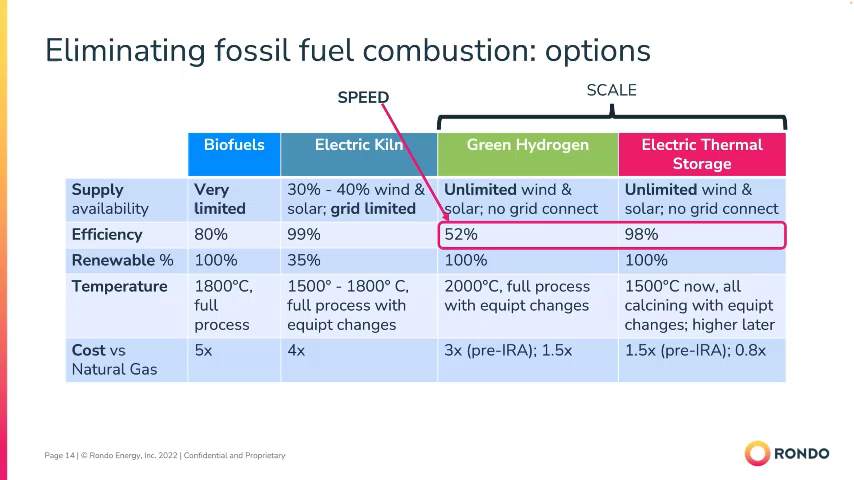 Eliminating fossil fuel combustion: options
SPEED
SCALE
Biofuels
Electric Kiln
Green Hydrogen
Electric Thermal
Storage
Supply
availability
Very
limited
30% - 40% wind &
solar; grid limited
Unlimited wind &
solar; no grid connect
Unlimited wind &
solar; no grid connect
Efficiency
80%
99%
52%
98%
Renewable %
100%
35%
100%
100%
Temperature
1800°C,
full
process
1500° - 1800° C,
full process with
equipt changes
2000°C, full process
with equipt changes
1500°C now, all
calcining with equipt
changes; higher later
Cost vs
Natural Gas
5x
4x
3x (pre-IRA); 1.5x
1.5x (pre-IRA); 0.8x
Page 14 | © Rondo Energy, Inc. 2022 | Confidential and Proprietary
RONDO